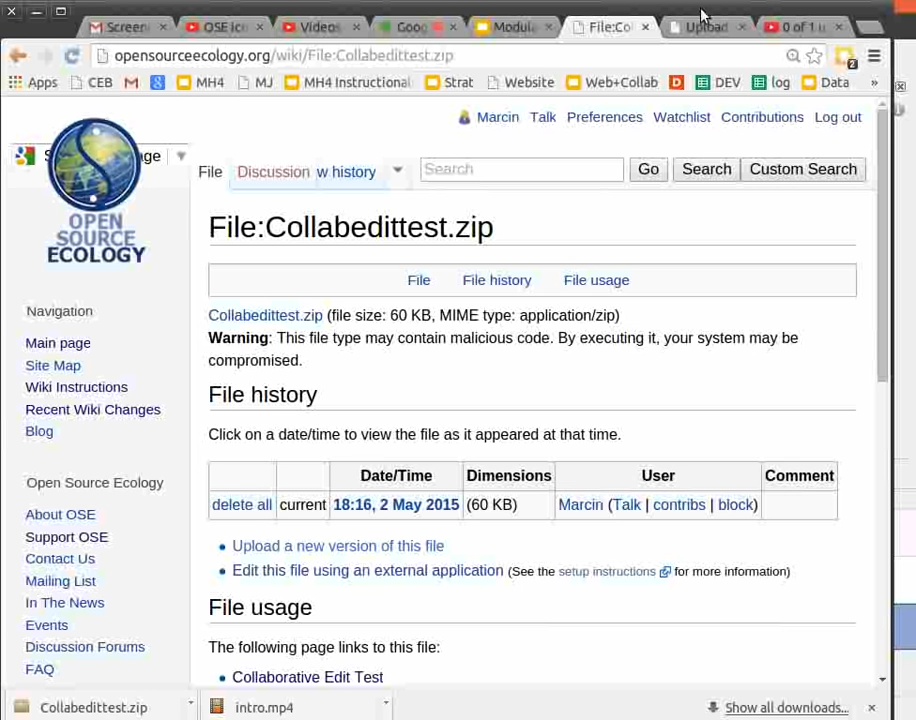 Screen
OSE ic
Videos
Goo
Modul
File:Co
Upload
0 of 1 u
opensourceecology.org/wiki/File:Collabedittest.zip
2
Apps CEB MH4 MJ MH4 Instructional Strat Website Web+Collab DEV log Data »
Marcin Talk Preferences Watchlist Contributions Log out
File Discussion w history Search Go Search Custom Search
OPEN
SOURCE
ECOLOGY
File:Collabedittest.zip
File File history File usage
Collabedittest.zip (file size: 60 KB, MIME type: application/zip)
Warning: This file type may contain malicious code. By executing it, your system may be
compromised.
File history
Click on a date/time to view the file as it appeared at that time.
Date/Time Dimensions User Comment
delete all current 18:16, 2 May 2015 (60 KB) Marcin (Talk | contribs | block)
Upload a new version of this file
Edit this file using an external application (See the setup instructions for more information)
File usage
The following page links to this file:
Collaborative Edit Test
Navigation
Main page
Site Map
Wiki Instructions
Recent Wiki Changes
Blog
Open Source Ecology
About OSE
Support OSE
Contact Us
Mailing List
In The News
Events
Discussion Forums
FAQ
Collabedittest.zip intro.mp4 Show all downloads...